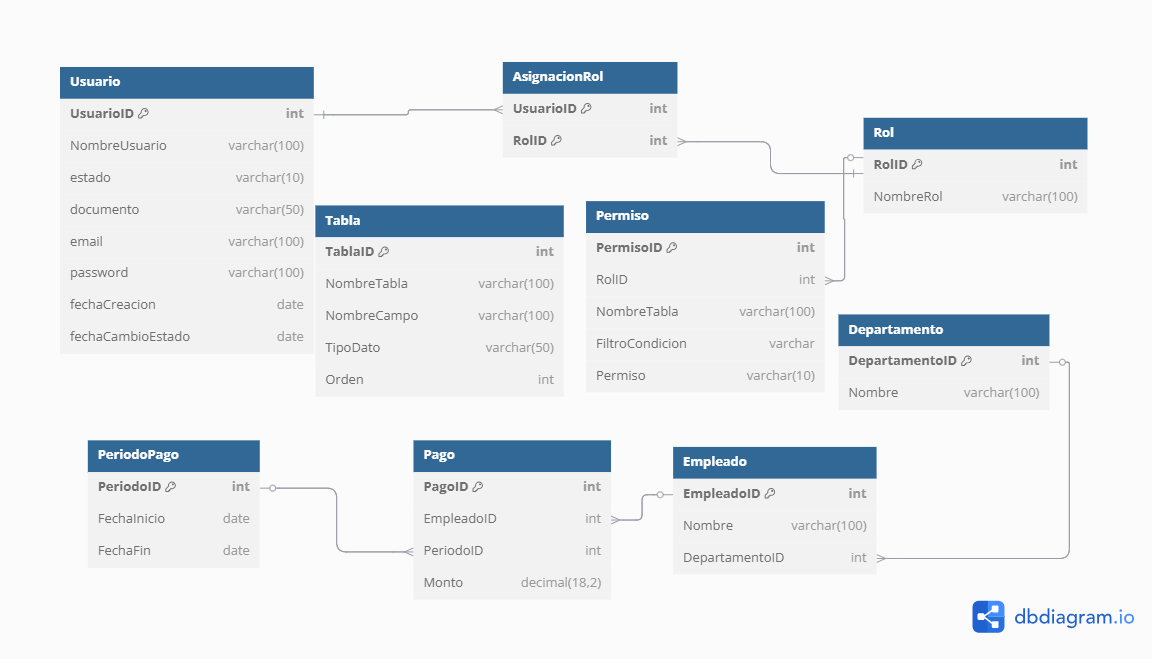 Usuario
UsuarioID int
NombreUsuario varchar(100)
estado varchar(10)
documento varchar(50)
email varchar(100)
password varchar(100)
fechaCreacion date
fechaCambioEstado date
AsignacionRol
UsuarioID int
RolID int
Rol
RolID int
NombreRol varchar(100)
Tabla
TablaID int
NombreTabla varchar(100)
NombreCampo varchar(100)
TipoDato varchar(50)
Orden int
Permiso
PermisoID int
RolID int
NombreTabla varchar(100)
FiltroCondicion varchar
Permiso varchar(10)
Departamento
DepartamentoID int
Nombre varchar(100)
PeriodoPago
PeriodoID int
FechaInicio date
FechaFin date
Pago
PagoID int
EmpleadoID int
PeriodoID int
Monto decimal(18,2)
Empleado
EmpleadoID int
Nombre varchar(100)
DepartamentoID int
dbdiagram.io